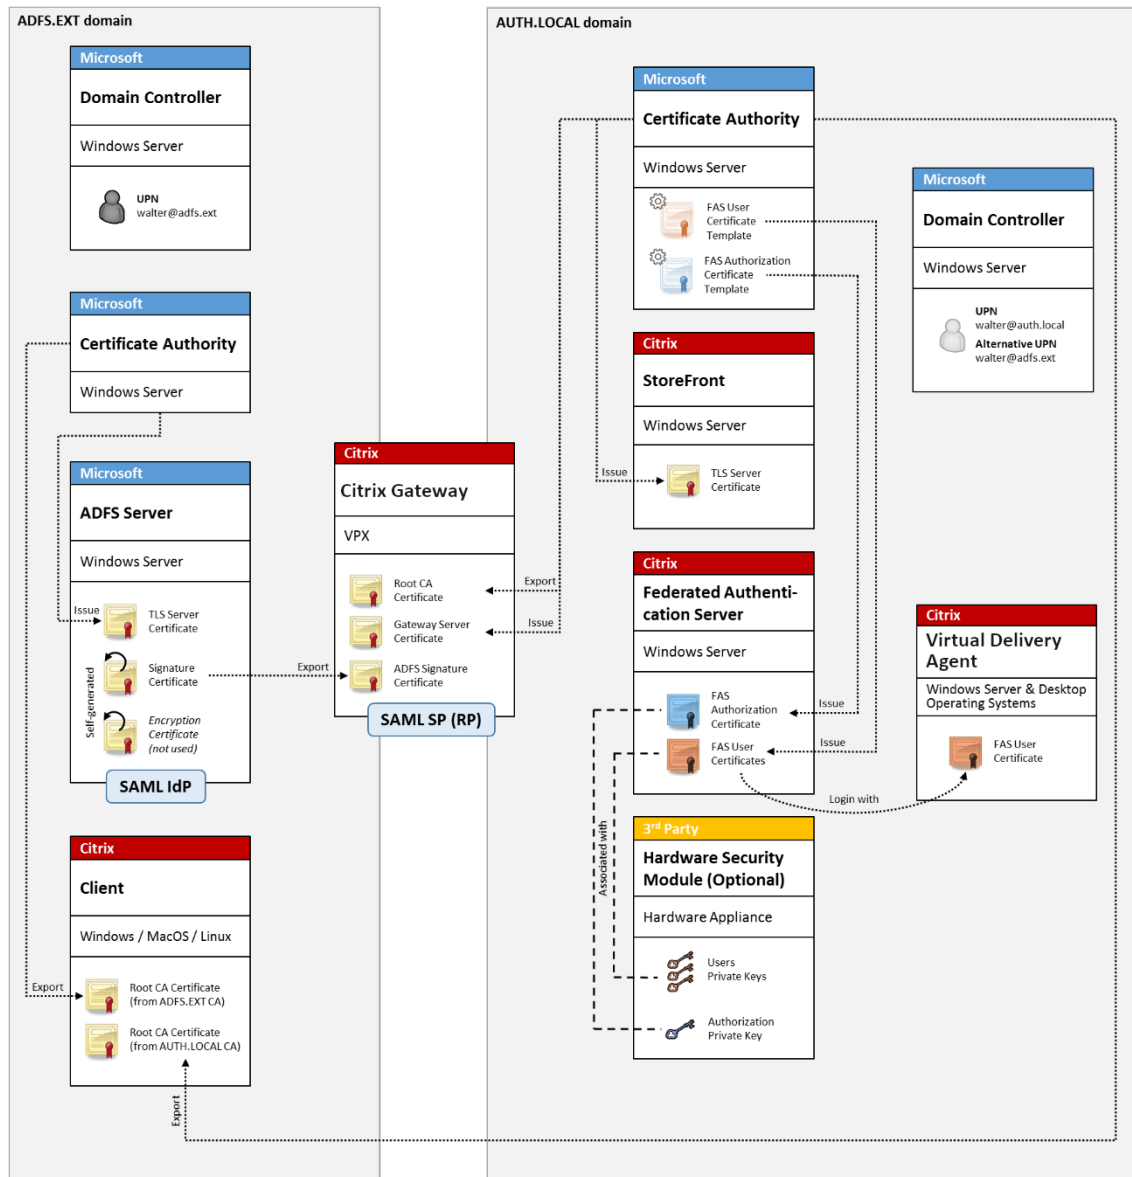 ADFS.EXT domain
Microsoft
Domain Controller
Windows Server
UPN
walter@adfs.ext
Microsoft
Certificate Authority
Windows Server
Microsoft
ADFS Server
Windows Server
Issue
TLS Server
Certificate
Self-generated
Signature
Certificate
Encryption
Certificate
(not used)
SAML IdP
Export
Citrix
Client
Windows / MacOS / Linux
Export
Root CA Certificate
(from ADFS.EXT CA)
Root CA Certificate
(from AUTH.LOCAL CA)
Export
Citrix
Citrix Gateway
VPX
Root CA
Certificate
Export
Gateway Server
Certificate
Issue
ADFS Signature
Certificate
SAML SP (RP)
AUTH.LOCAL domain
Microsoft
Certificate Authority
Windows Server
FAS User
Certificate
Template
FAS Authorization
Certificate
Template
Citrix
StoreFront
Windows Server
Issue
TLS Server
Certificate
Citrix
Federated Authenti-
cation Server
Windows Server
FAS
Authorization
Certificate
Issue
FAS User
Certificates
Issue
Login with
Associated with
3rd Party
Hardware Security
Module (Optional)
Hardware Appliance
Users
Private Keys
Authorization
Private Key
Microsoft
Domain Controller
Windows Server
UPN
walter@auth.local
Alternative UPN
walter@adfs.ext
Citrix
Virtual Delivery
Agent
Windows Server & Desktop
Operating Systems
FAS User
Certificate